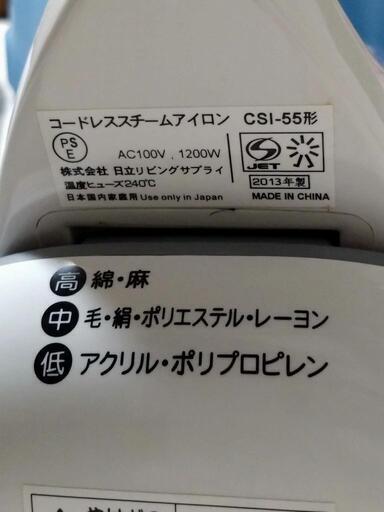 コードレススチームアイロン CSI-55形
PS
E
AC100V , 1200W
JET
株式会社 日立リビングサプライ
温度ヒューズ240℃
2013年製
日本国内家庭用 Use only in Japan
MADE IN CHINA
高 綿・麻
中 毛・絹・ポリエステル・レーヨン
低 アクリル・ポリプロピレン